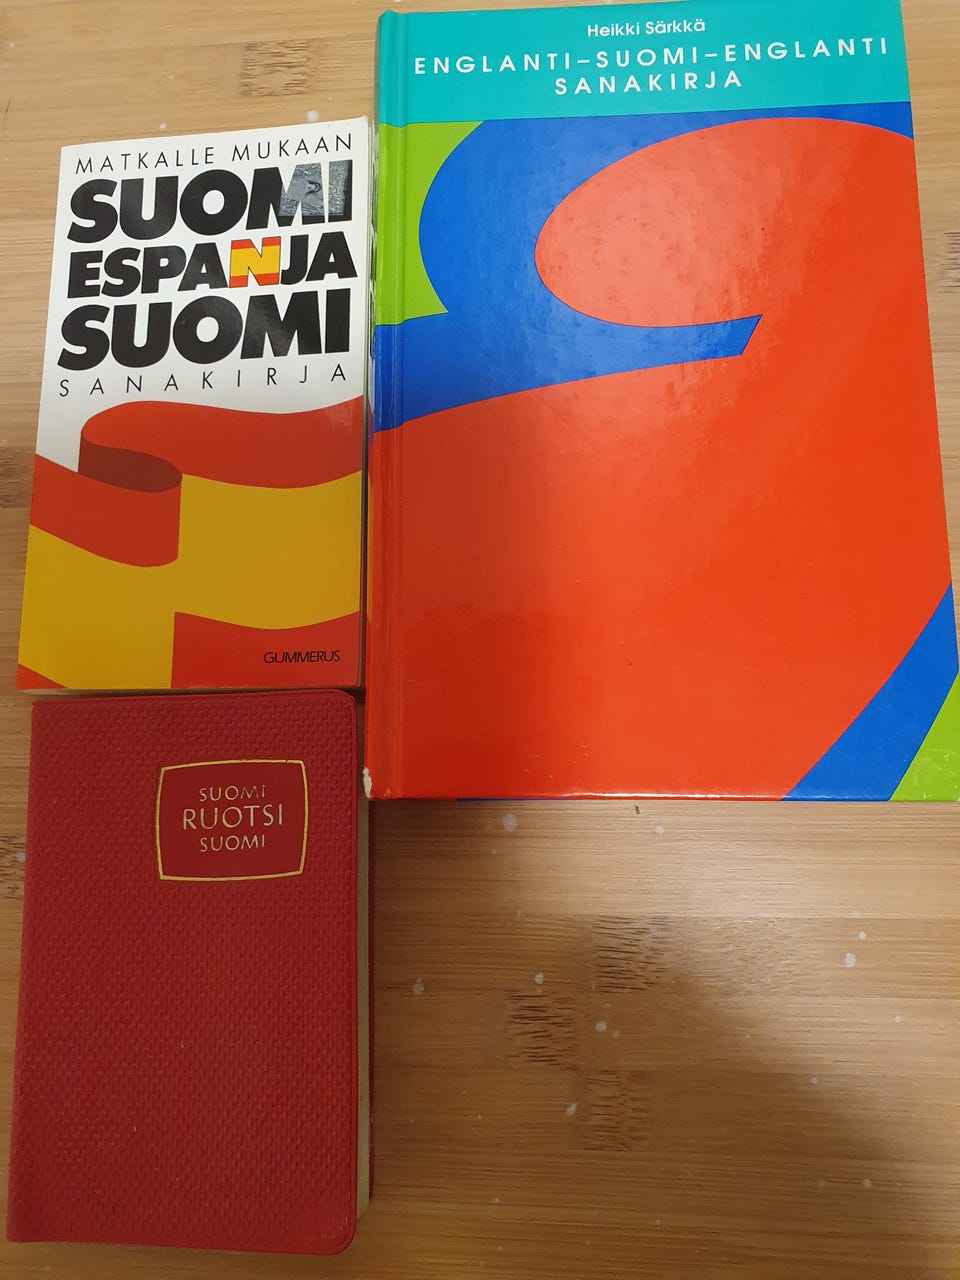 MATKALLE MUKAAN
SUOMI
ESPANJA
SUOMI
SANAKIRJA
GUMMERUS
Heikki Särkkä
ENGLANTI–SUOMI–ENGLANTI
SANAKIRJA
SUOMI
RUOTSI
SUOMI